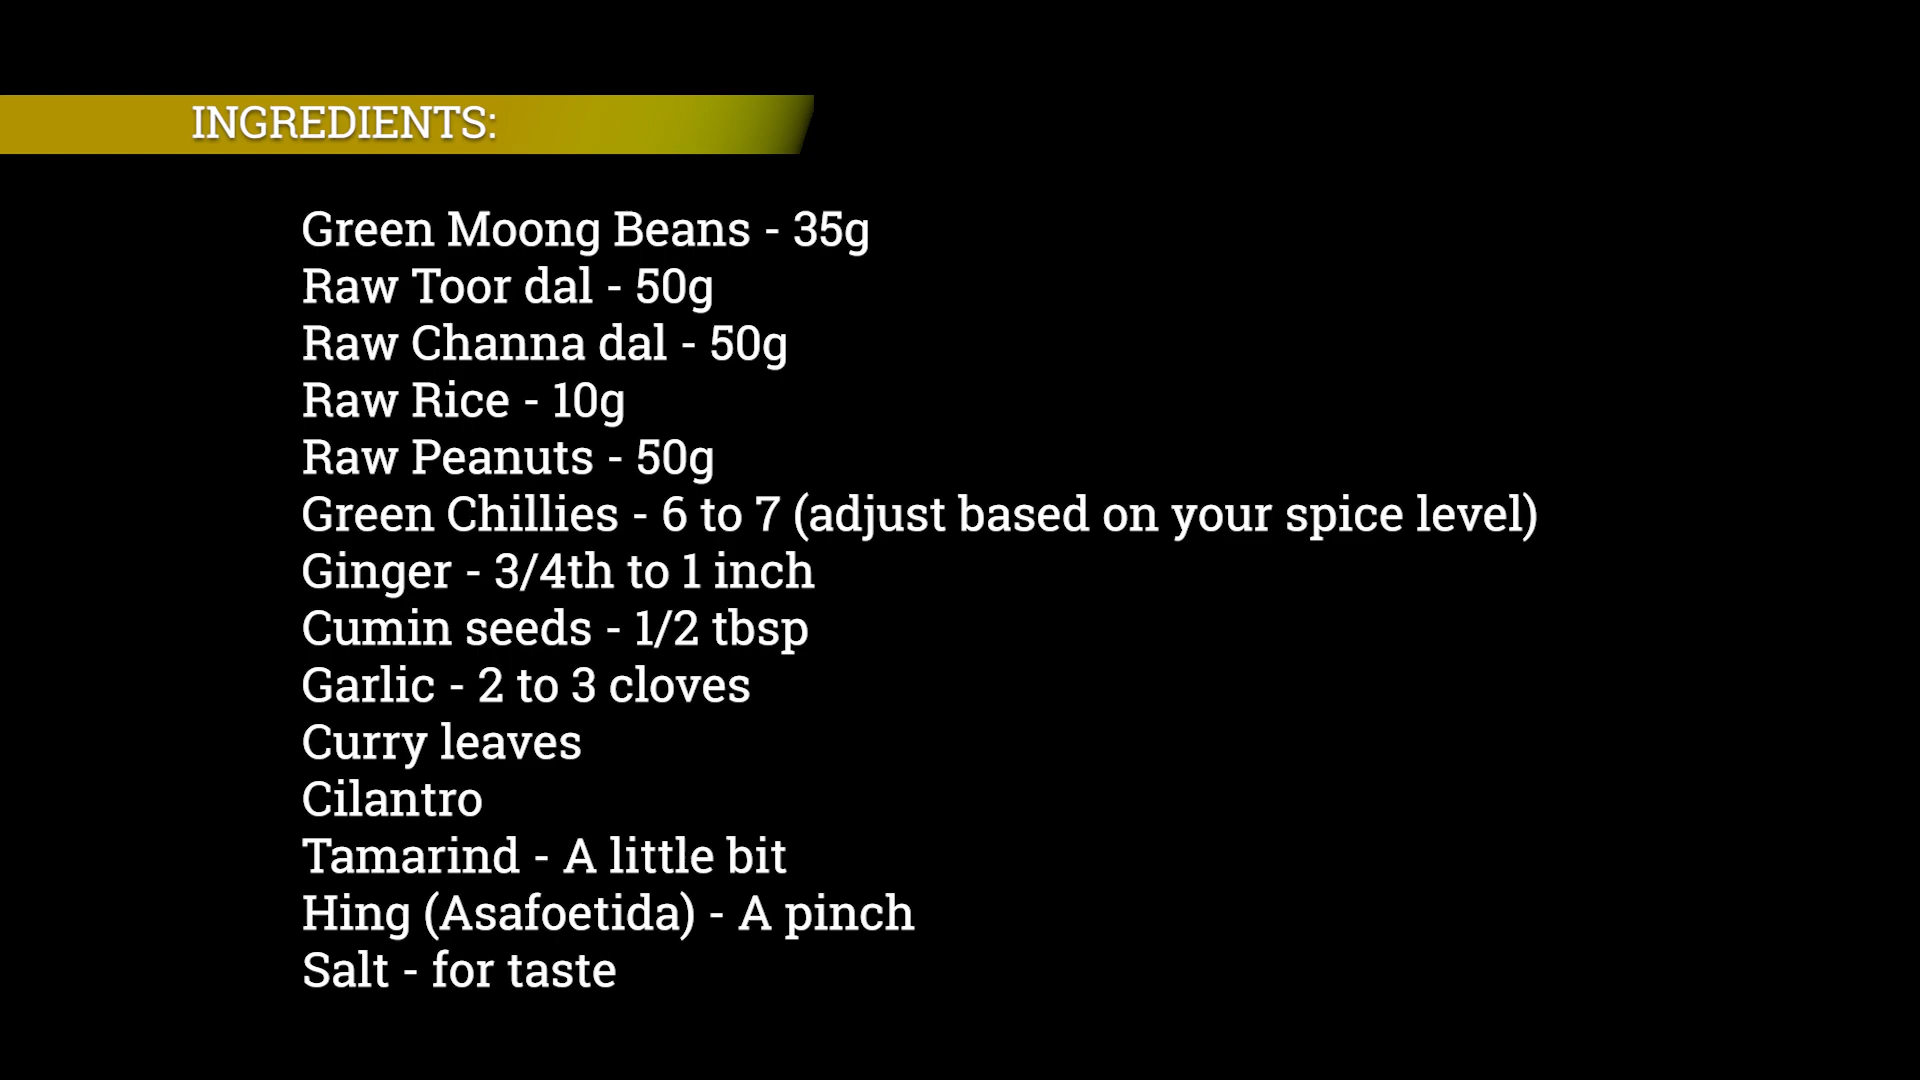 INGREDIENTS:
Green Moong Beans - 35g
Raw Toor dal - 50g
Raw Channa dal - 50g
Raw Rice - 10g
Raw Peanuts - 50g
Green Chillies - 6 to 7 (adjust based on your spice level)
Ginger - 3/4th to 1 inch
Cumin seeds - 1/2 tbsp
Garlic - 2 to 3 cloves
Curry leaves
Cilantro
Tamarind - A little bit
Hing (Asafoetida) - A pinch
Salt - for taste